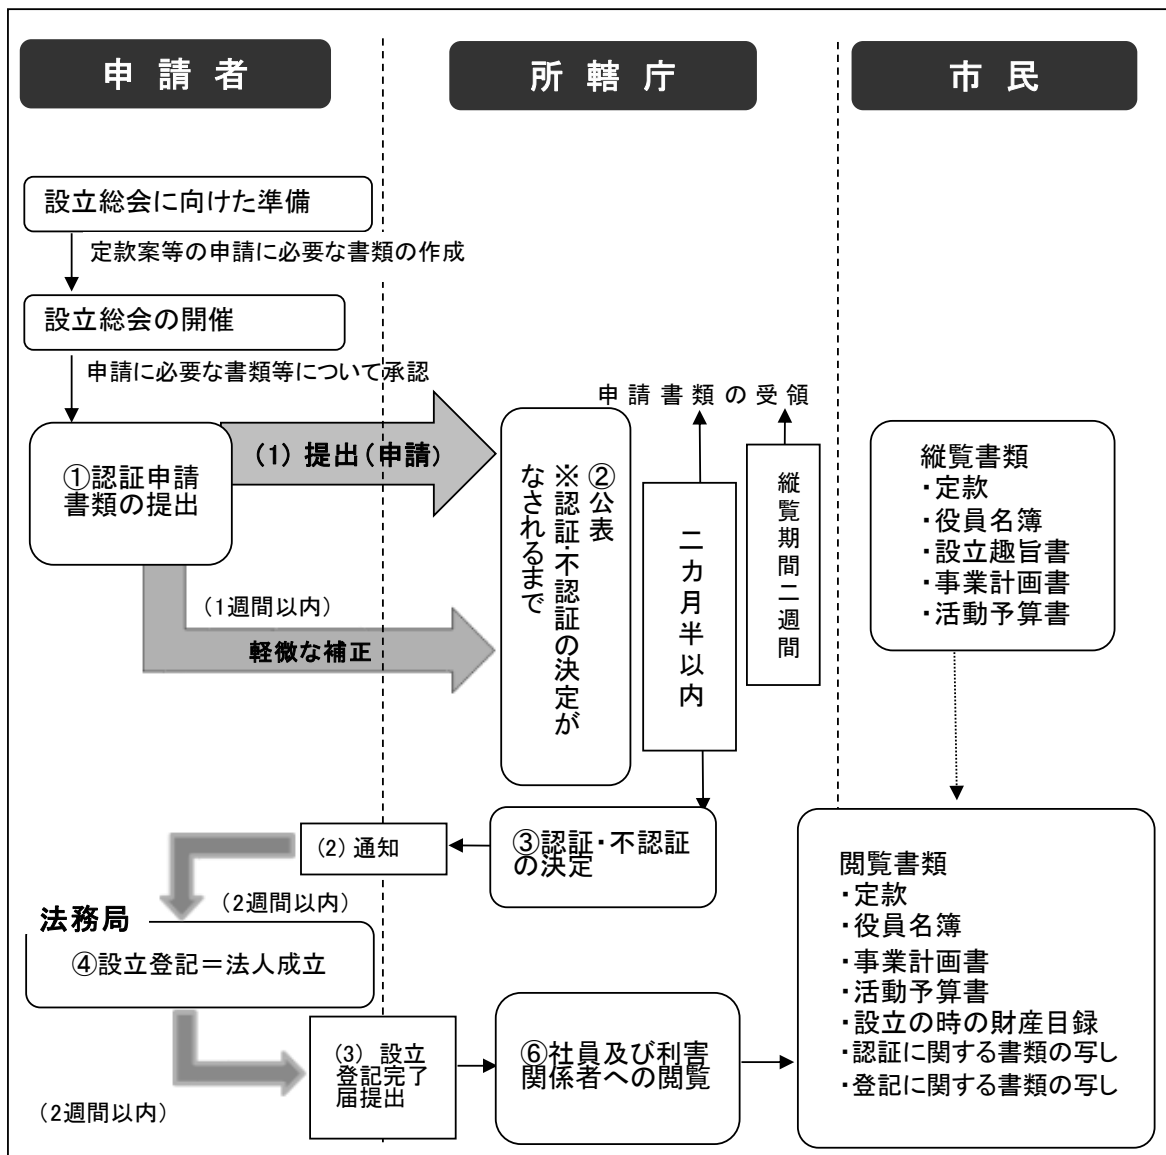 申請者
所轄庁
市民
設立総会に向けた準備
定款案等の申請に必要な書類の作成
設立総会の開催
申請に必要な書類等について承認
①認証申請
書類の提出
(1) 提出(申請)
(1週間以内)
軽微な補正
申請書類の受領
②公表
※認証・不認証の決定が
なされるまで
二カ月半以内
縦覧期間二週間
縦覧書類
・定款
・役員名簿
・設立趣旨書
・事業計画書
・活動予算書
③認証・不認証
の決定
(2) 通知
(2週間以内)
法務局
④設立登記=法人成立
(2週間以内)
(3) 設立
登記完了
届提出
⑥社員及び利害
関係者への閲覧
閲覧書類
・定款
・役員名簿
・事業計画書
・活動予算書
・設立の時の財産目録
・認証に関する書類の写し
・登記に関する書類の写し